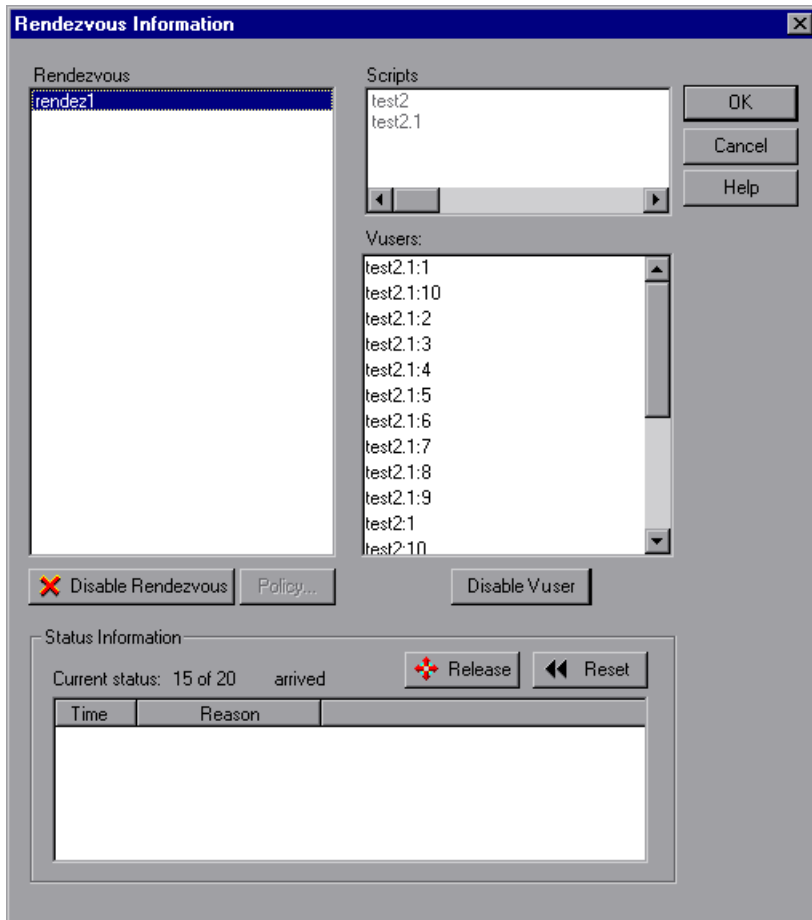 Rendezvous Information
Rendezvous
rendez1
Scripts
test2
test2.1
OK
Cancel
Help
Vusers:
test2.1:1
test2.1:10
test2.1:2
test2.1:3
test2.1:4
test2.1:5
test2.1:6
test2.1:7
test2.1:8
test2.1:9
test2:1
test2:10
Disable Rendezvous
Policy...
Disable Vuser
Status Information
Current status: 15 of 20 arrived
Release
Reset
Time Reason